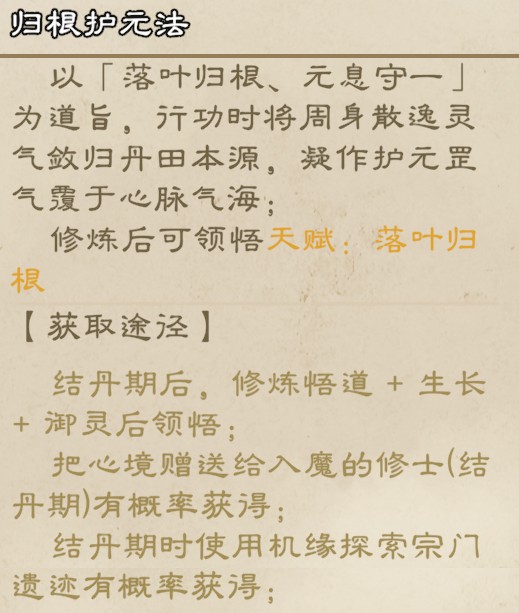 归根护元法
以「落叶归根、元息守一」
为道旨，行功时将周身散逸灵
气敛归丹田本源，凝作护元罡
气覆于心脉气海；
修炼后可领悟天赋：落叶归
根
【获取途径】
结丹期后，修炼悟道 + 生长
+ 御灵后领悟；
把心境赠送给入魔的修士(结
丹期)有概率获得；
结丹期时使用机缘探索宗门
遗迹有概率获得；